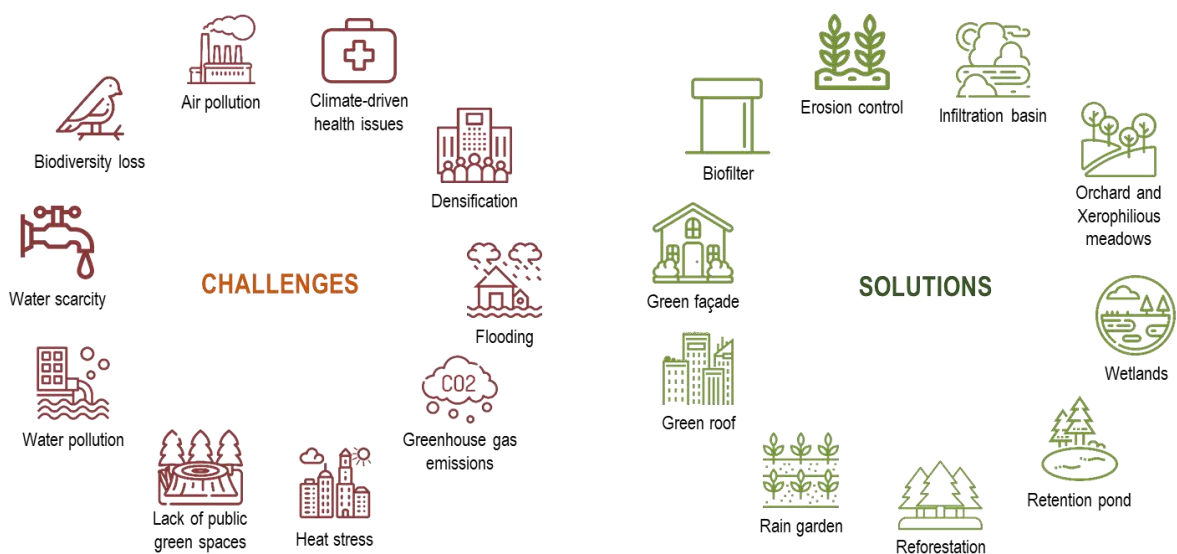 Air pollution
Climate-driven
health issues
Biodiversity loss
Densification
Water scarcity
CHALLENGES
Flooding
Water pollution
CO2
Greenhouse gas
emissions
Lack of public
green spaces
Heat stress
Erosion control
Infiltration basin
Biofilter
Orchard and
Xerophilious
meadows
Green façade
SOLUTIONS
Wetlands
Green roof
Retention pond
Rain garden
Reforestation